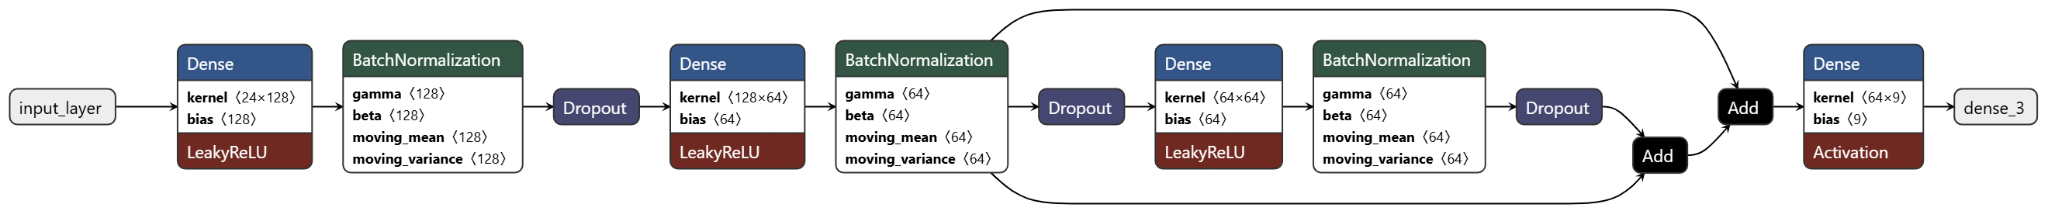 input_layer
Dense
kernel 〈24×128〉
bias 〈128〉
LeakyReLU
BatchNormalization
gamma 〈128〉
beta 〈128〉
moving_mean 〈128〉
moving_variance 〈128〉
Dropout
Dense
kernel 〈128×64〉
bias 〈64〉
LeakyReLU
BatchNormalization
gamma 〈64〉
beta 〈64〉
moving_mean 〈64〉
moving_variance 〈64〉
Dropout
Dense
kernel 〈64×64〉
bias 〈64〉
LeakyReLU
BatchNormalization
gamma 〈64〉
beta 〈64〉
moving_mean 〈64〉
moving_variance 〈64〉
Dropout
Add
Add
Dense
kernel 〈64×9〉
bias 〈9〉
Activation
dense_3